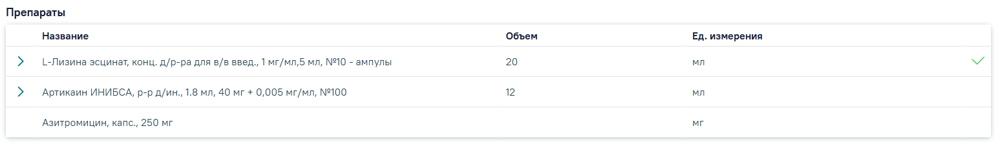 Препараты
Название Объем Ед. измерения
L-Лизина эсцинат, конц. д/р-ра для в/в введ., 1 мг/мл,5 мл, №10 - ампулы 20 мл
Артикаин ИНИБСА, р-р д/ин., 1.8 мл, 40 мг + 0,005 мг/мл, №100 12 мл
Азитромицин, капс., 250 мг мг